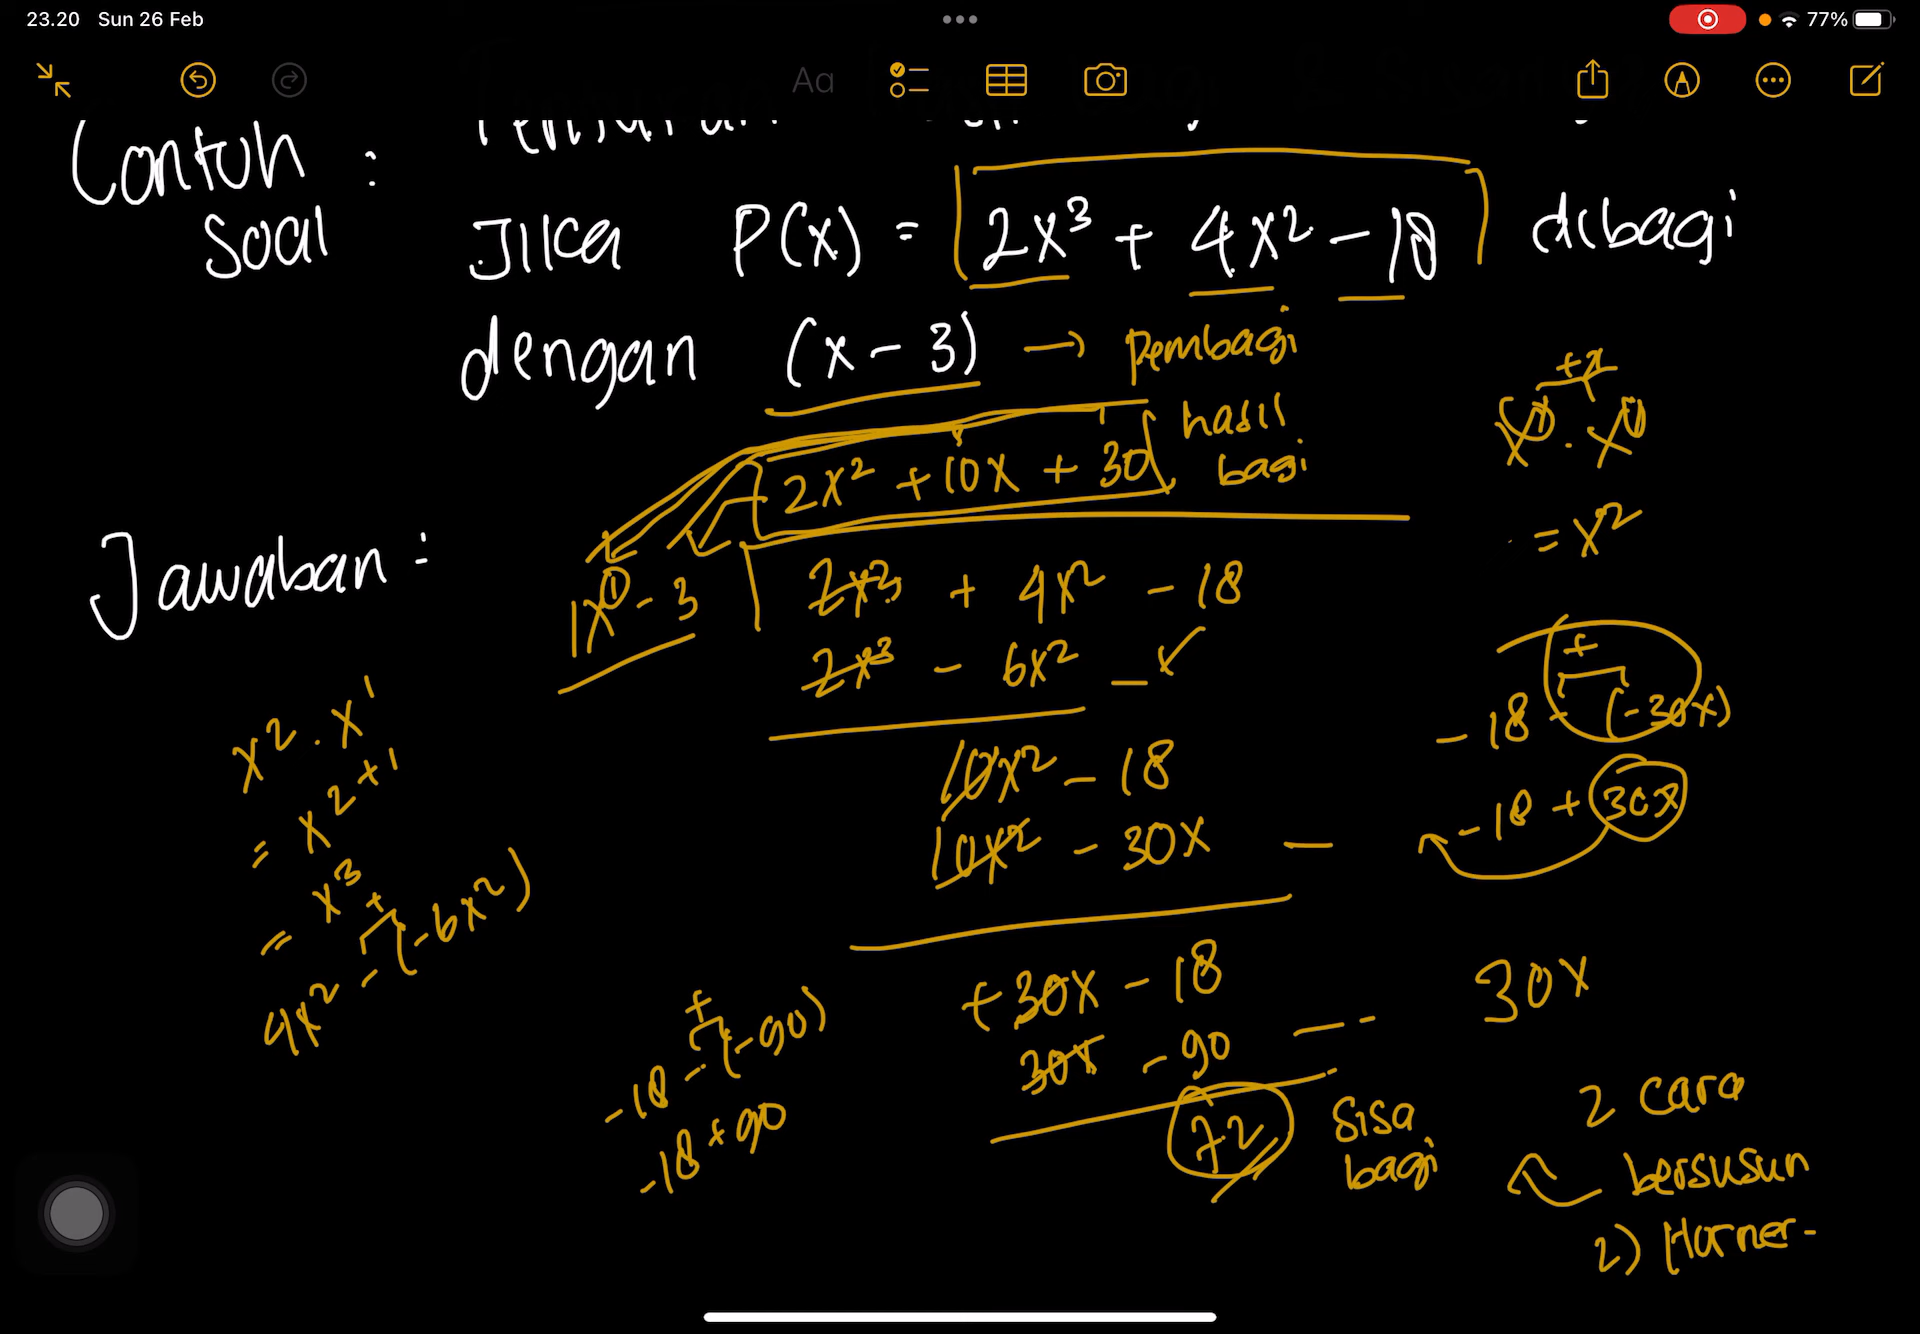 23.20 Sun 26 Feb
77%
Aa
Contoh :
Soal
Jika P(x) = 2x³ + 4x² - 18 dibagi
dengan (x - 3) → Pembagi
hasil
bagi
2x² + 10x + 30
Jawaban :
1x¹ - 3
2x³ + 4x² - 18
2x³ - 6x² -
10x² - 18
10x² - 30x -
+30x - 18
30x - 90 -
72 Sisa
bagi
x² . x¹
= x²⁺¹
= x³
+
4x² - (-6x²)
+
-18 - (-90)
-18 + 90
x¹ . x¹
= x²
+
-18 - (-30x)
-18 + 30x
30x
2 cara
bersusun
2) Horner-